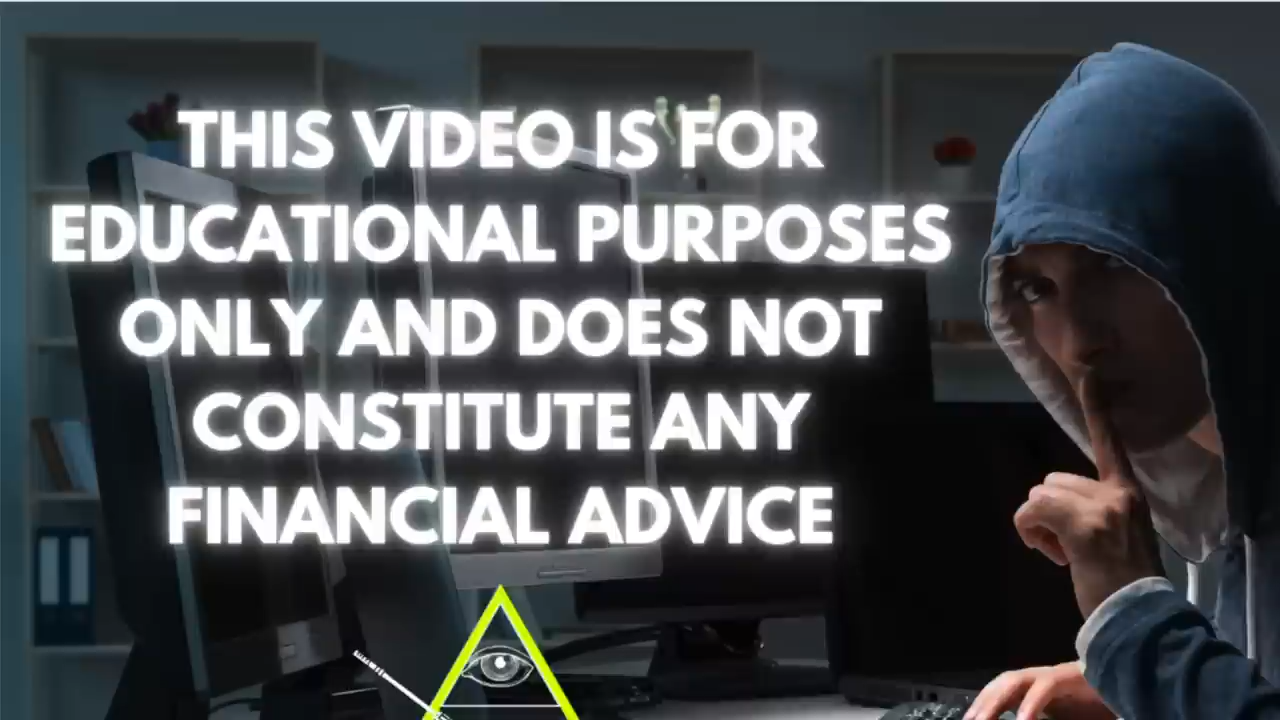 THIS VIDEO IS FOR
EDUCATIONAL PURPOSES
ONLY AND DOES NOT
CONSTITUTE ANY
FINANCIAL ADVICE